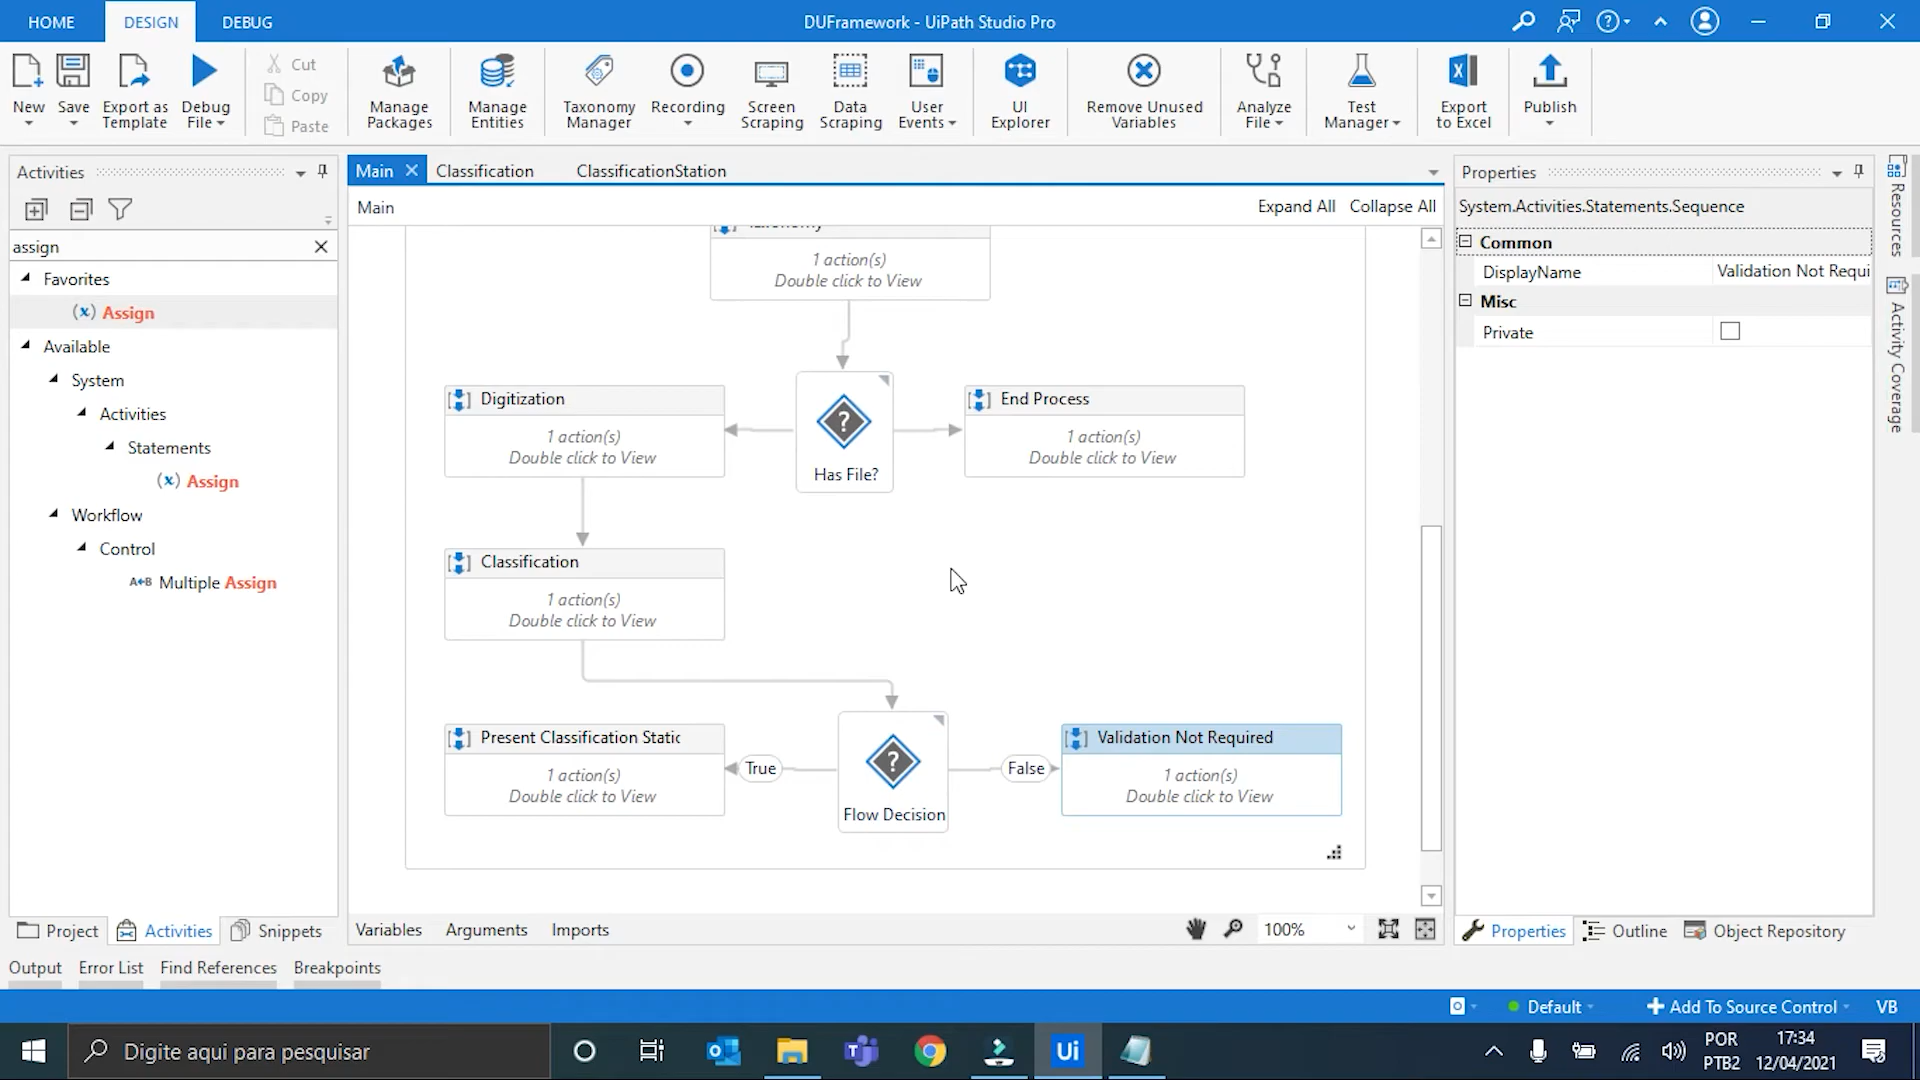 HOME DESIGN DEBUG DUFramework - UiPath Studio Pro
New Save Export as Template Debug File Cut Copy Paste Manage Packages Manage Entities Taxonomy Manager Recording Screen Scraping Data Scraping User Events UI Explorer Remove Unused Variables Analyze File Test Manager Export to Excel Publish
Activities
assign
Favorites
(x) Assign
Available
System
Activities
Statements
(x) Assign
Workflow
Control
A+B Multiple Assign
Main Classification ClassificationStation
Main Expand All Collapse All
1 action(s)
Double click to View
Digitization
1 action(s)
Double click to View
Has File?
End Process
1 action(s)
Double click to View
Classification
1 action(s)
Double click to View
Present Classification Static
1 action(s)
Double click to View
True
Flow Decision
False
Validation Not Required
1 action(s)
Double click to View
Properties
System.Activities.Statements.Sequence
Common
DisplayName Validation Not Requi
Misc
Private
Resources
Activity Coverage
Project Activities Snippets
Variables Arguments Imports 100%
Properties Outline Object Repository
Output Error List Find References Breakpoints
Default Add To Source Control VB
Digite aqui para pesquisar
Ui
POR
PTB2
17:34
12/04/2021